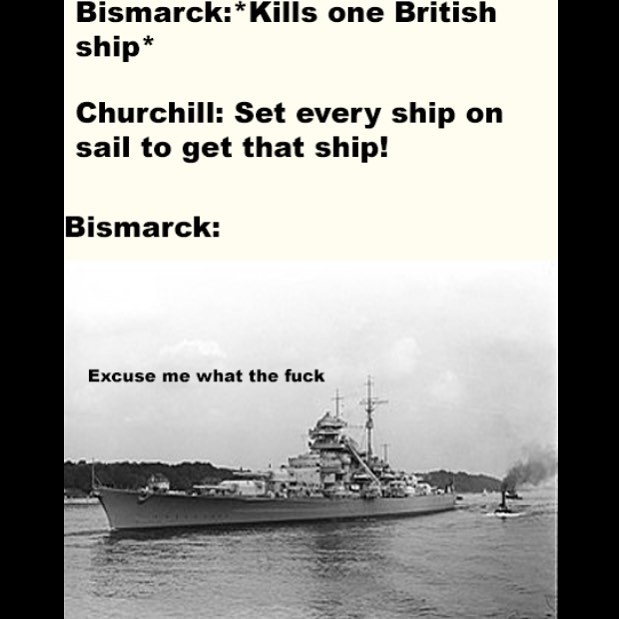 Bismarck:*Kills one British
ship*
Churchill: Set every ship on
sail to get that ship!
Bismarck:
Excuse me what the fuck